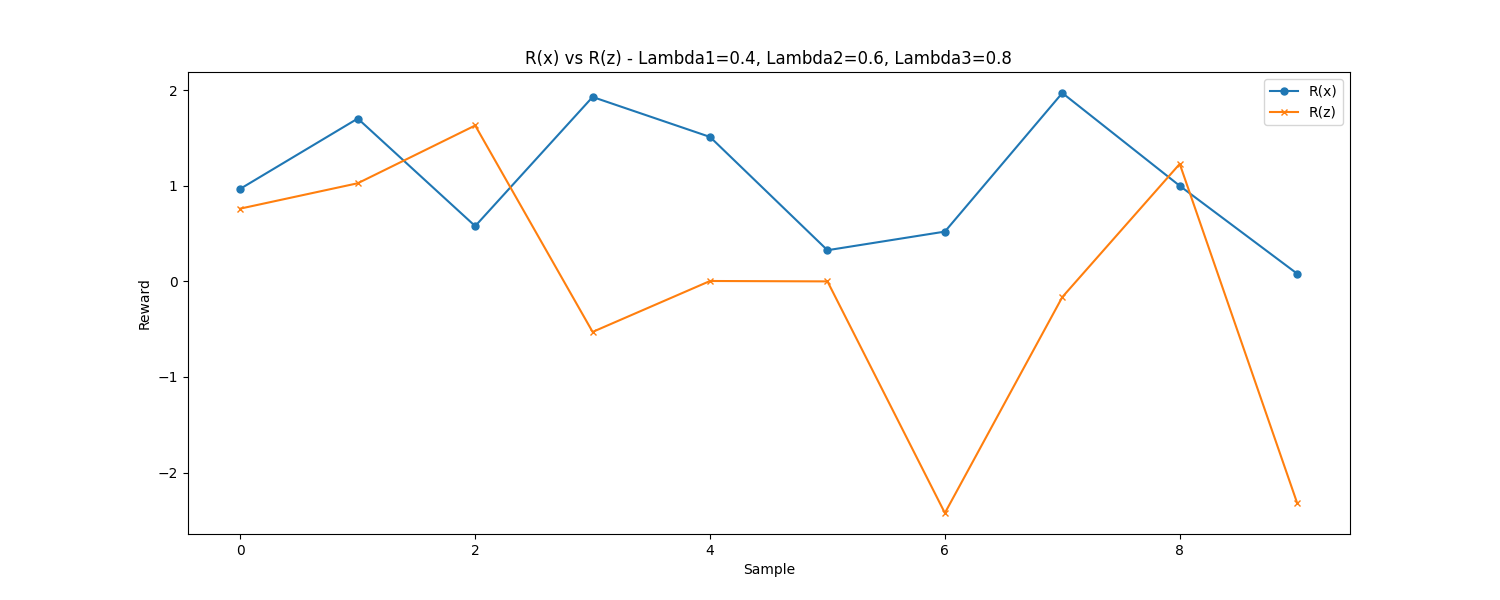 R(x) vs R(z) - Lambda1=0.4, Lambda2=0.6, Lambda3=0.8
R(x)
R(z)
Reward
2
1
0
−1
−2
0 2 4 6 8
Sample